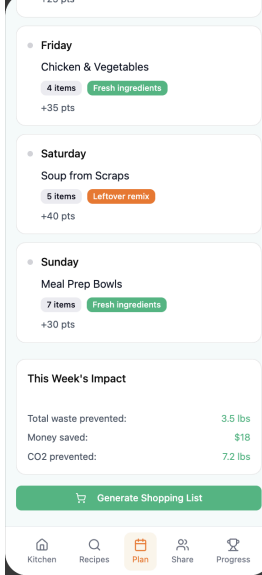 +25 pts
Friday
Chicken & Vegetables
4 items Fresh ingredients
+35 pts
Saturday
Soup from Scraps
5 items Leftover remix
+40 pts
Sunday
Meal Prep Bowls
7 items Fresh ingredients
+30 pts
This Week's Impact
Total waste prevented: 3.5 lbs
Money saved: $18
CO2 prevented: 7.2 lbs
Generate Shopping List
Kitchen Recipes Plan Share Progress